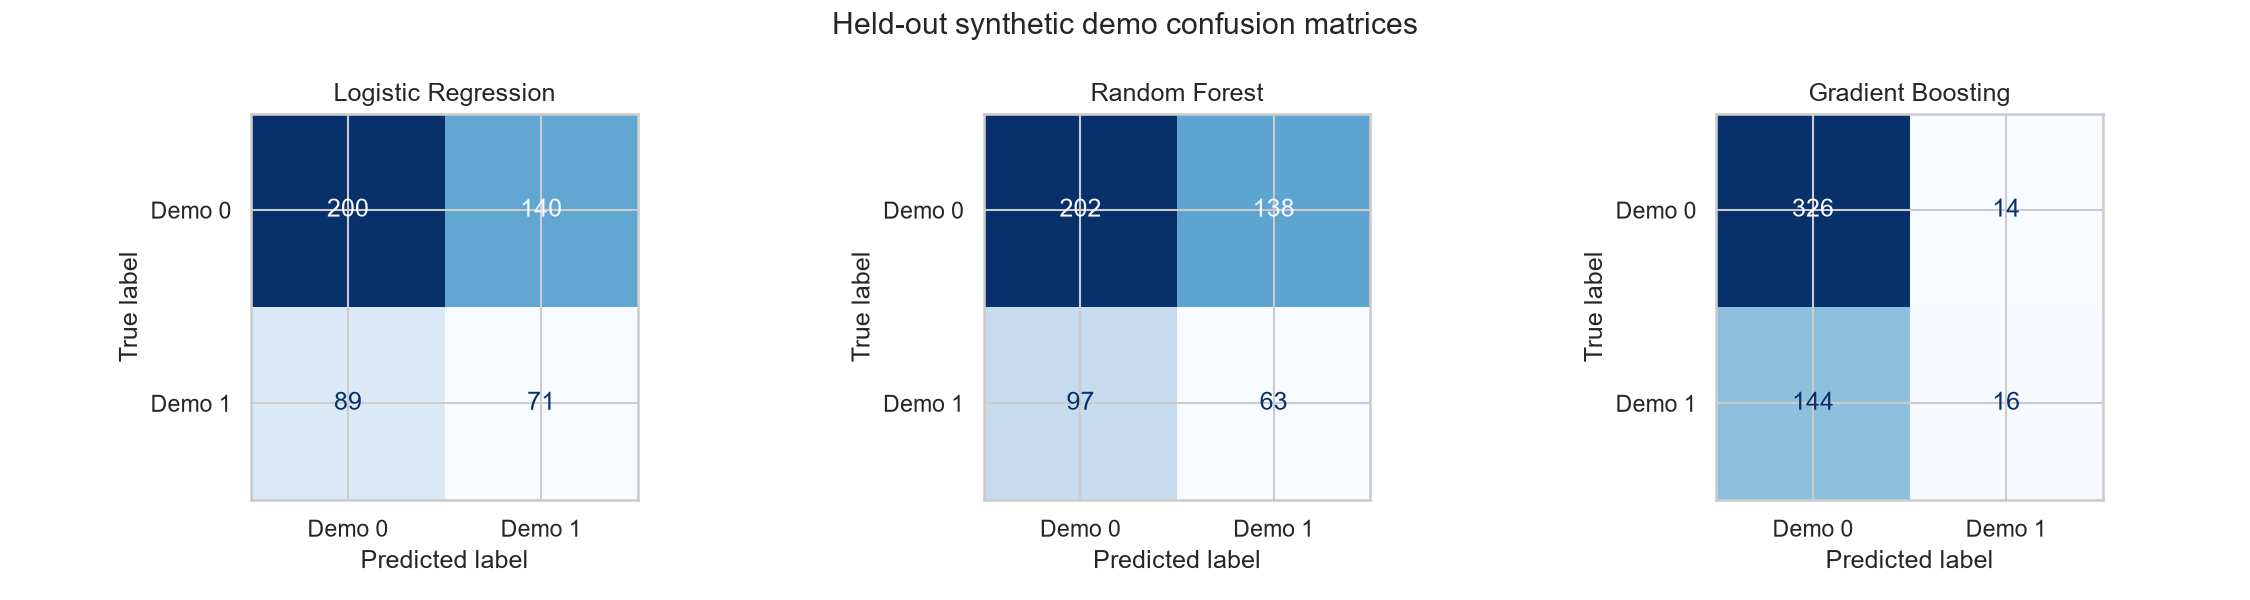 Held-out synthetic demo confusion matrices
Logistic Regression
True label
Demo 0
200
140
Demo 1
89
71
Demo 0
Demo 1
Predicted label
Random Forest
True label
Demo 0
202
138
Demo 1
97
63
Demo 0
Demo 1
Predicted label
Gradient Boosting
True label
Demo 0
326
14
Demo 1
144
16
Demo 0
Demo 1
Predicted label